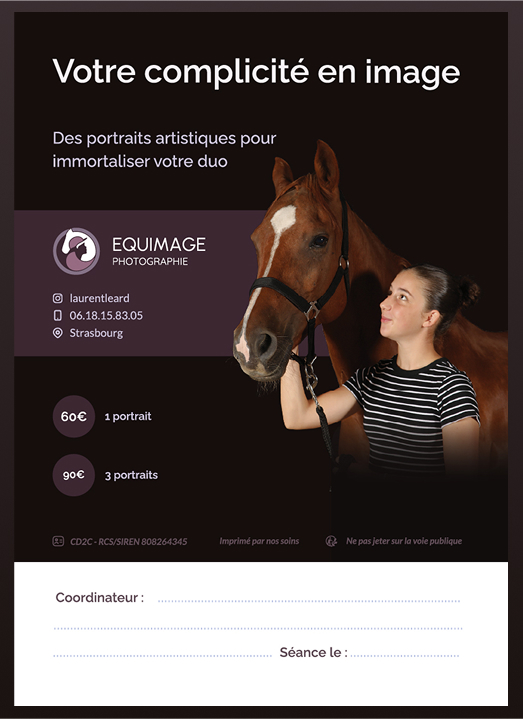 Votre complicité en image
Des portraits artistiques pour
immortaliser votre duo
EQUIMAGE
PHOTOGRAPHIE
laurentleard
06.18.15.83.05
Strasbourg
60€ 1 portrait
90€ 3 portraits
CD2C - RCS/SIREN 808264345 Imprimé par nos soins Ne pas jeter sur la voie publique
Coordinateur :
Séance le :